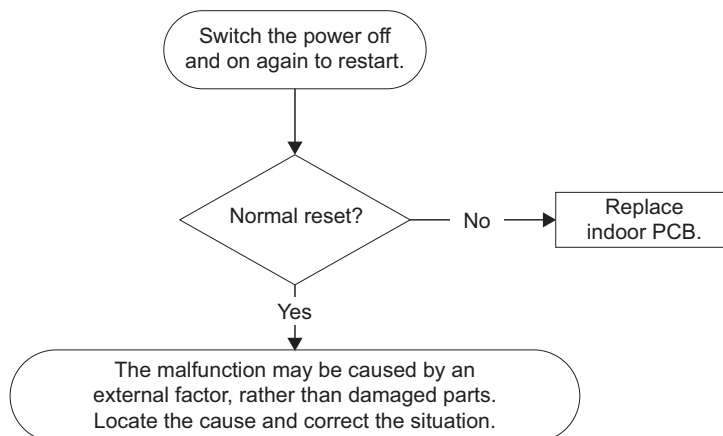 Switch the power off
and on again to restart.
Normal reset?
No
Replace
indoor PCB.
Yes
The malfunction may be caused by an
external factor, rather than damaged parts.
Locate the cause and correct the situation.